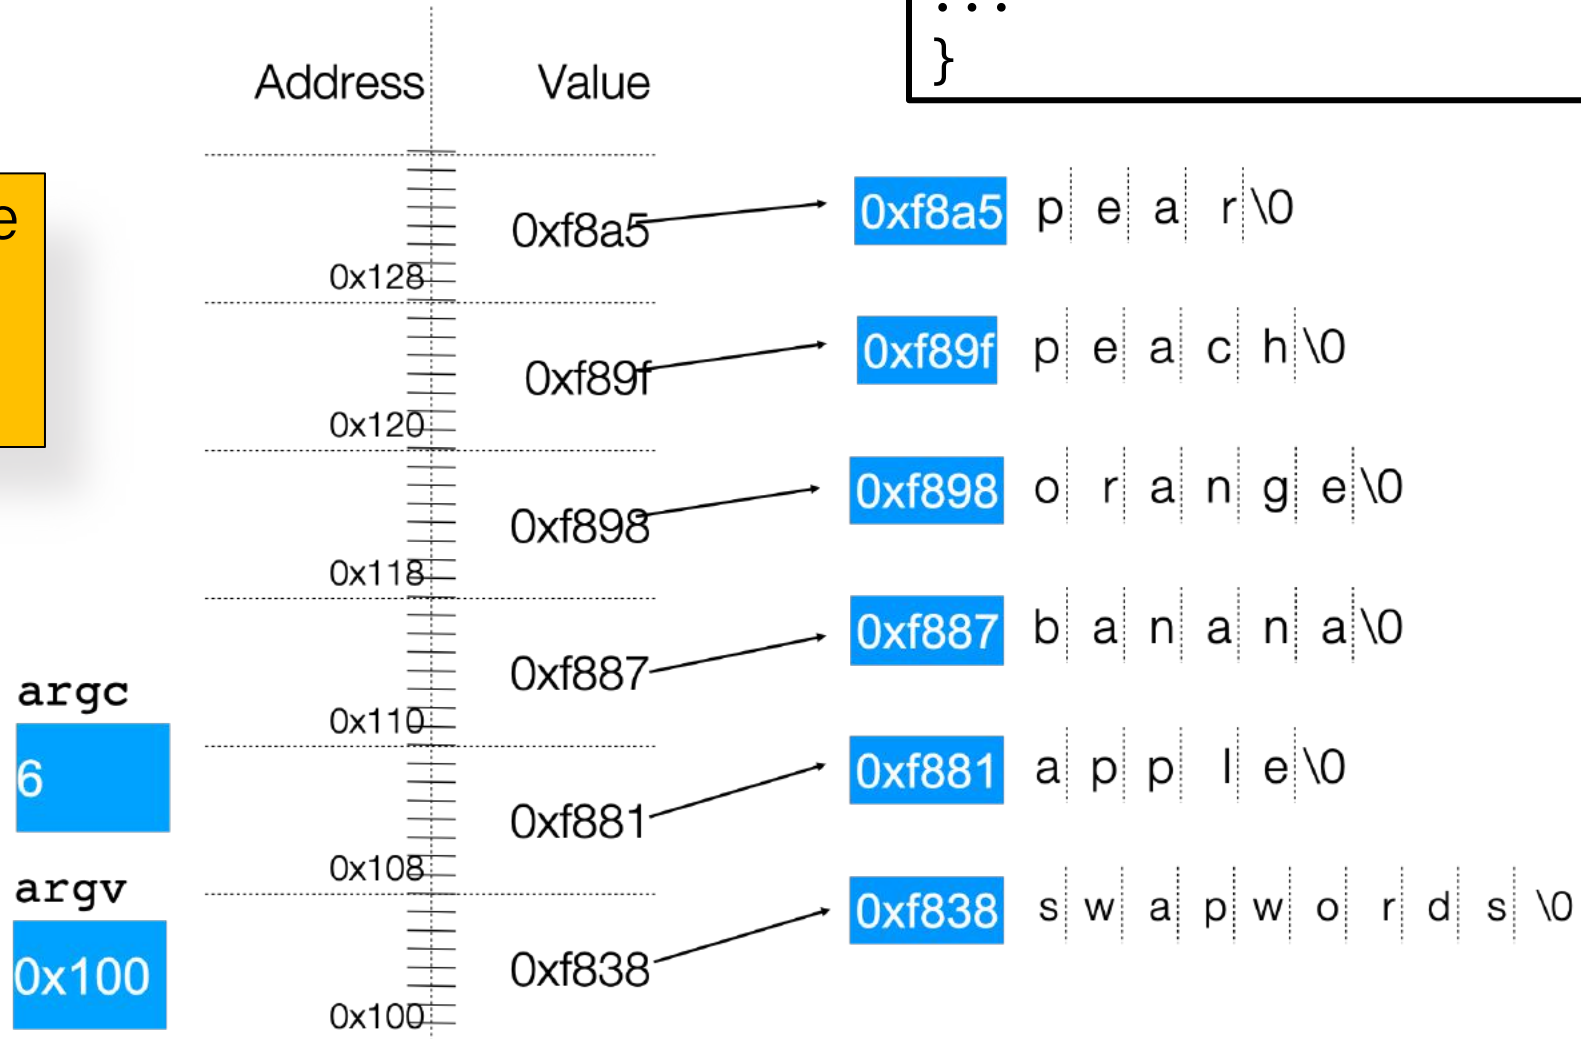 ...
}
Address Value
e
0xf8a5 0xf8a5 p e a r \0
0x128
0xf89f 0xf89f p e a c h \0
0x120
0xf898 0xf898 o r a n g e \0
0x118
0xf887 0xf887 b a n a n a \0
argc
0x110
6
0xf881 0xf881 a p p l e \0
0x108
argv
0xf838 0xf838 s w a p w o r d s \0
0x100
0x100